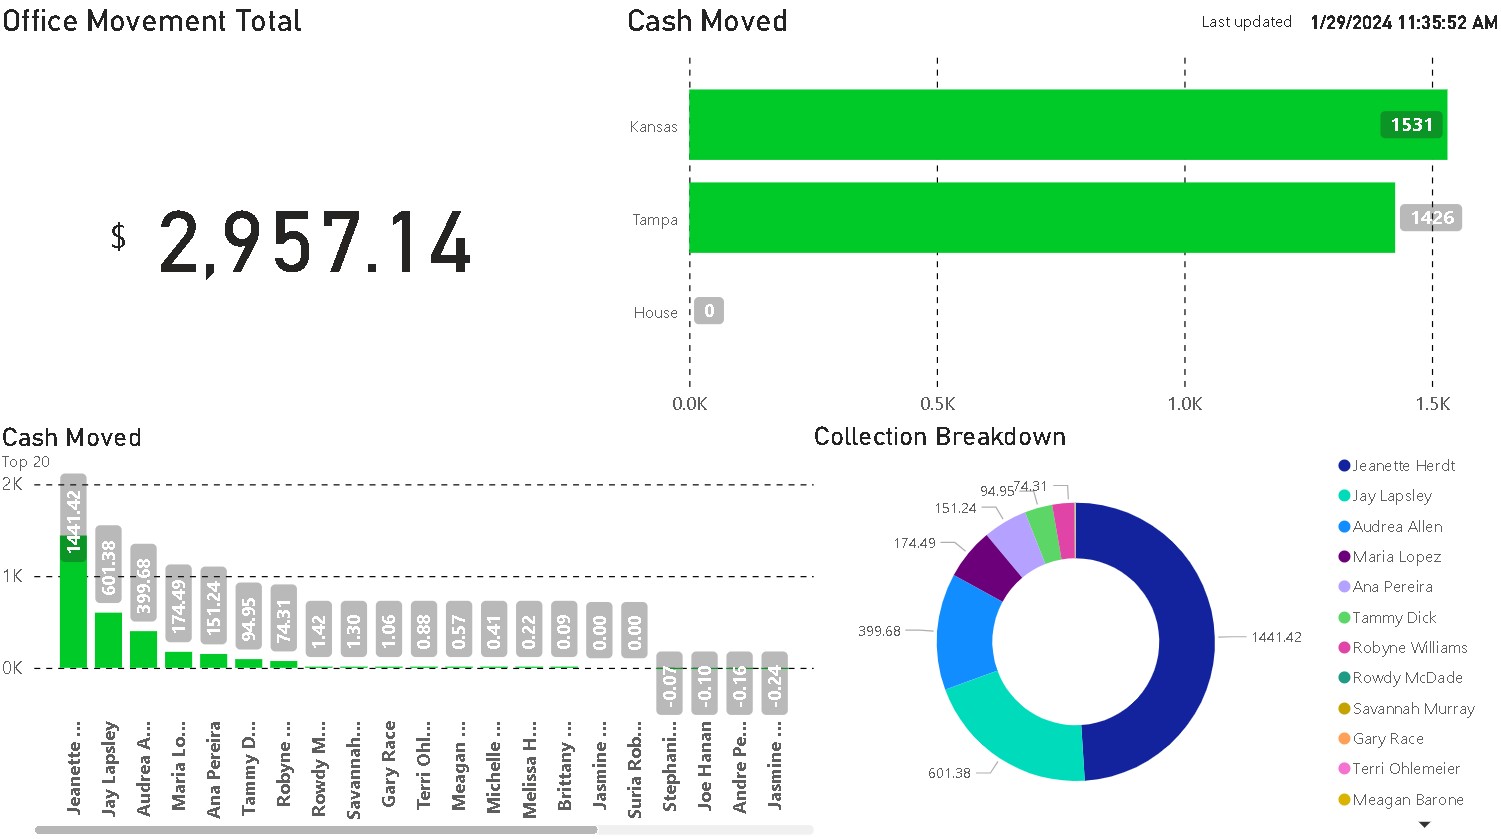 Office Movement Total
$ 2,957.14
Cash Moved
Last updated 1/29/2024 11:35:52 AM
Kansas 1531
Tampa 1426
House 0
0.0K 0.5K 1.0K 1.5K
Cash Moved
Top 20
2K
1K
0K
1441.42
601.38
399.68
174.49
151.24
94.95
74.31
1.42
1.30
1.06
0.88
0.57
0.41
0.22
0.09
0.00
0.00
-0.07
-0.10
-0.16
-0.24
Jeanette ...
Jay Lapsley
Audrea A...
Maria Lo...
Ana Pereira
Tammy D...
Robyne ...
Rowdy M...
Savannah...
Gary Race
Terri Ohl...
Meagan ...
Michelle ...
Melissa H...
Brittany ...
Jasmine ...
Suria Rob...
Stephani...
Joe Hanan
Andre Pe...
Jasmine ...
Collection Breakdown
74.31
94.95
151.24
174.49
399.68
601.38
1441.42
Jeanette Herdt
Jay Lapsley
Audrea Allen
Maria Lopez
Ana Pereira
Tammy Dick
Robyne Williams
Rowdy McDade
Savannah Murray
Gary Race
Terri Ohlemeier
Meagan Barone